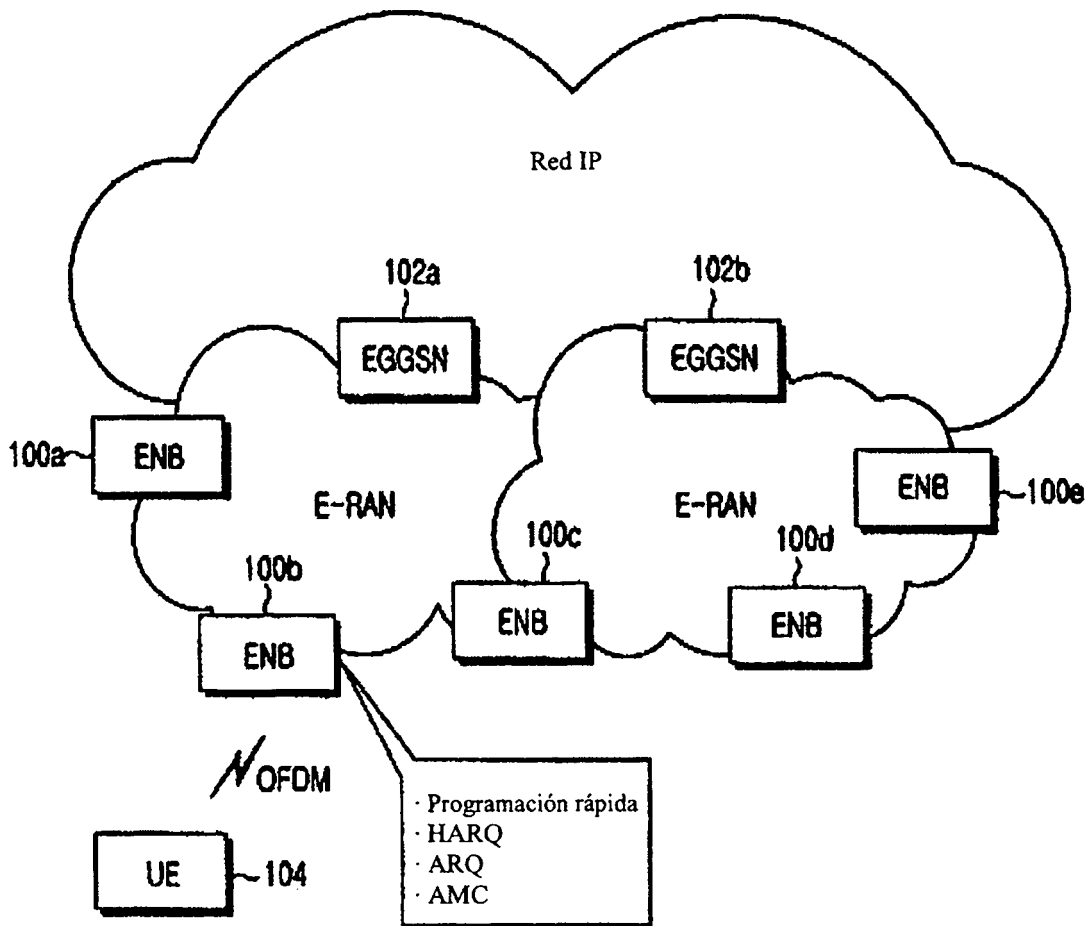 Red IP
102a
102b
EGGSN
EGGSN
100a
ENB
E-RAN
E-RAN
ENB
100e
100b
100c
100d
ENB
ENB
ENB
OFDM
· Programación rápida
· HARQ
· ARQ
· AMC
UE
104